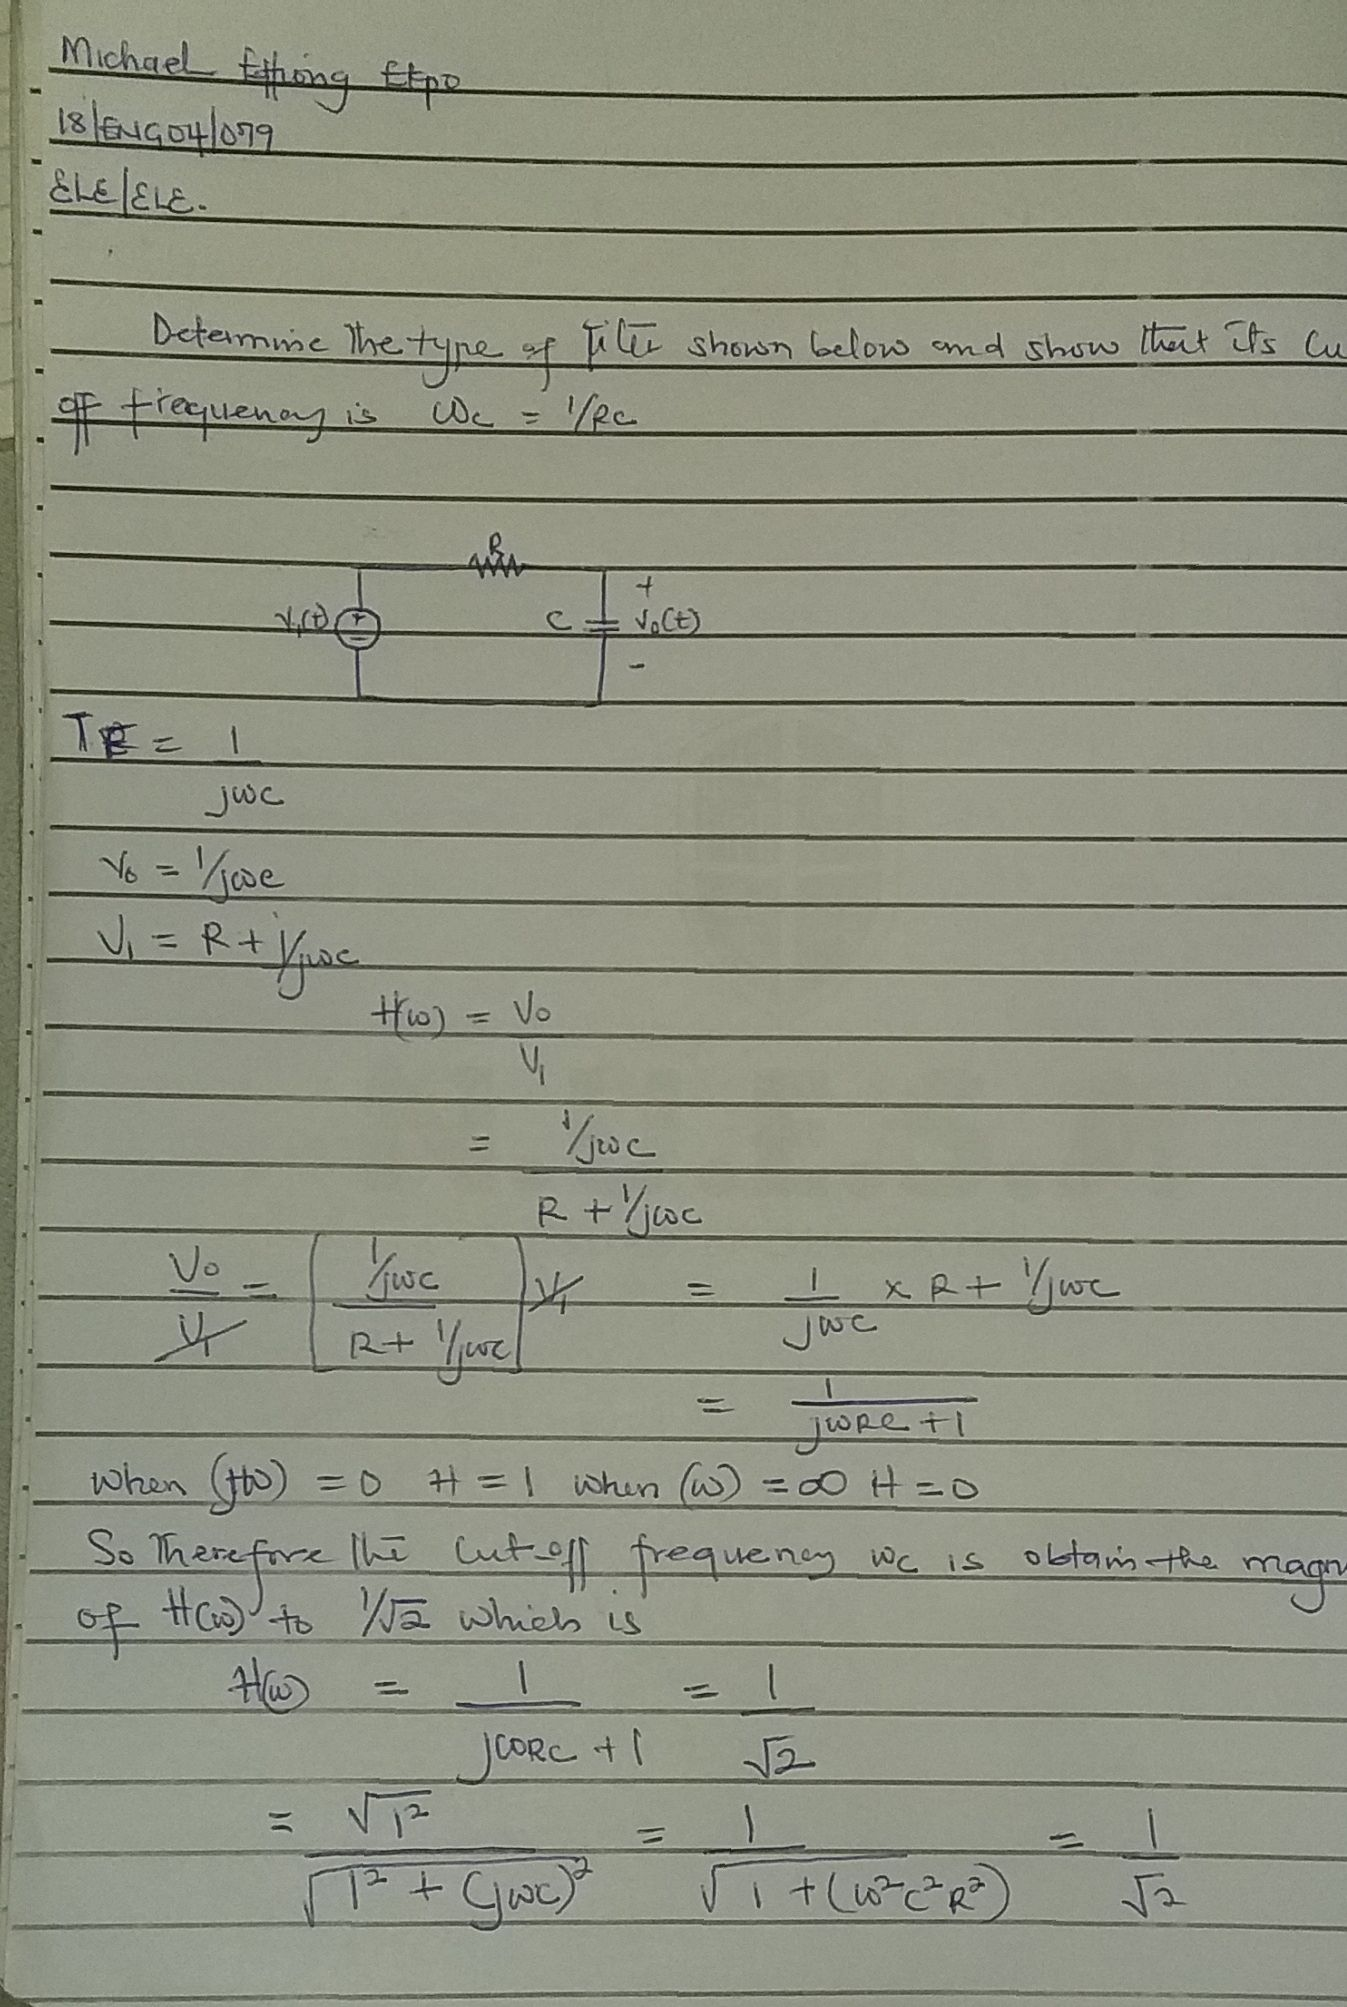 Michael Effiong Ekpo
18/ENG04/079
ELE/ELE.
Determine the type of filter shown below and show that its Cu
off frequency is ωc = 1/RC
R
V₁(t) + - C + V₀(t) -
TF = 1/jωc
V₀ = 1/jωc
V₁ = R + 1/jωc
H(ω) = V₀/V₁
= (1/jωc)/(R + 1/jωc)
V₀/V₁ = [(1/jωc)/(R + 1/jωc)] V₁ = 1/jωc × R + 1/jωc
= 1/(jωRC + 1)
when (ω) = 0 H = 1 when (ω) = ∞ H = 0
So Therefore the cut-off frequency ωc is obtain the magn
of H(ω) to 1/√2 which is
H(ω) = 1/(jωRC + 1) = 1/√2
= √1²/√(1² + (jωc)²) = 1/√(1 + (ω²c²R²)) = 1/√2